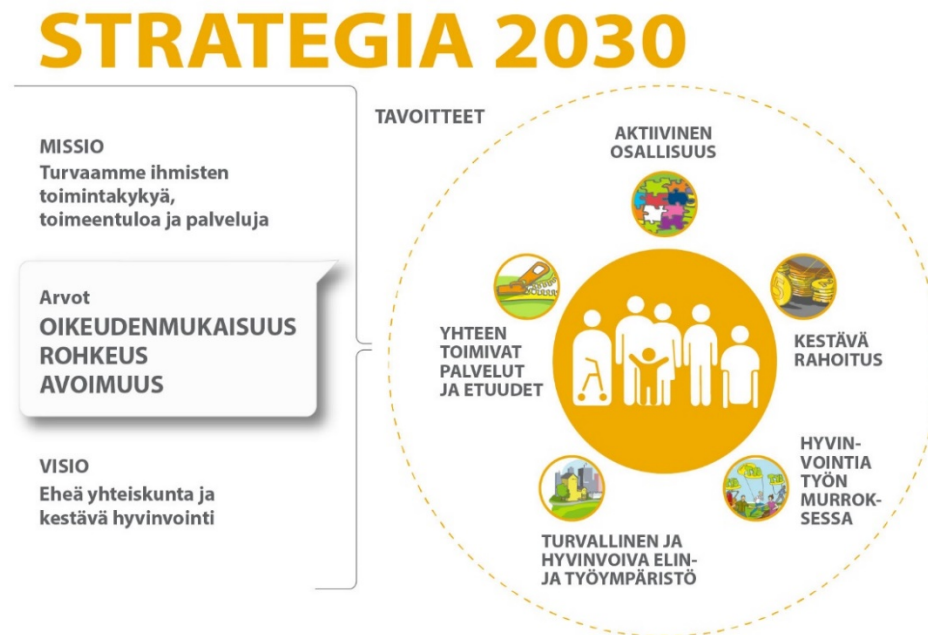 STRATEGIA 2030
MISSIO
Turvaamme ihmisten
toimintakykyä,
toimeentuloa ja palveluja
Arvot
OIKEUDENMUKAISUUS
ROHKEUS
AVOIMUUS
VISIO
Eheä yhteiskunta ja
kestävä hyvinvointi
TAVOITTEET
AKTIIVINEN
OSALLISUUS
KESTÄVÄ
RAHOITUS
HYVIN-
VOINTIA
TYÖN
MURROK-
SESSA
TURVALLINEN JA
HYVINVOIVA ELIN-
JA TYÖYMPÄRISTÖ
YHTEEN
TOIMIVAT
PALVELUT
JA ETUUDET